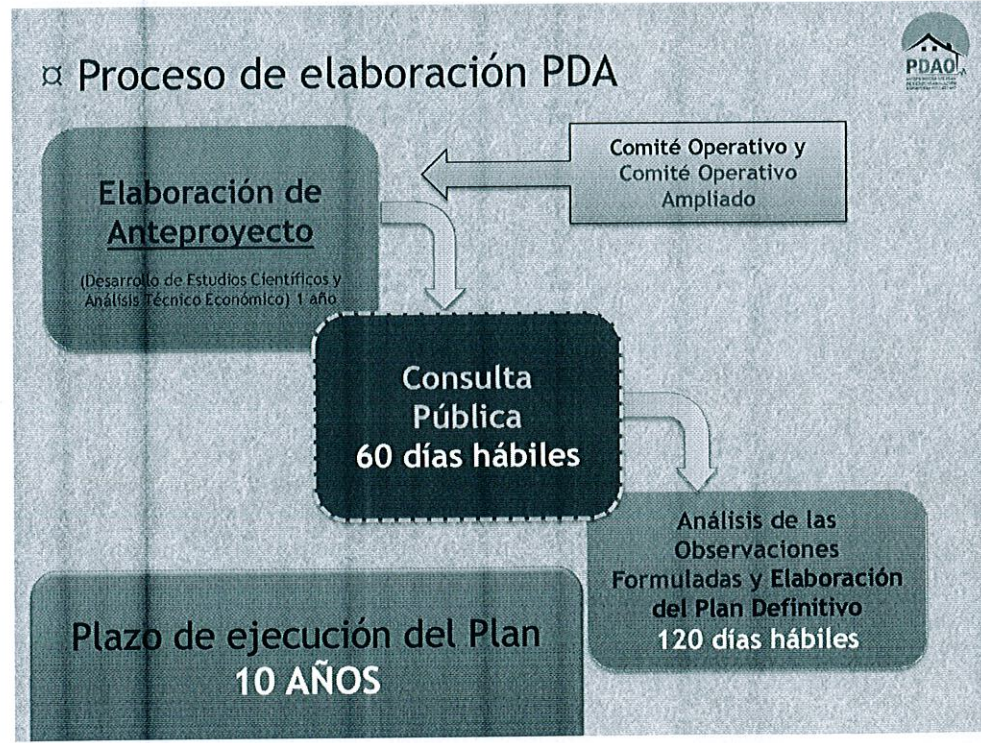 ¤ Proceso de elaboración PDA
PDAO
Elaboración de
Anteproyecto
(Desarrollo de Estudios Científicos y
Análisis Técnico Económico) 1 año
Comité Operativo y
Comité Operativo
Ampliado
Consulta
Pública
60 días hábiles
Análisis de las
Observaciones
Formuladas y Elaboración
del Plan Definitivo
120 días hábiles
Plazo de ejecución del Plan
10 AÑOS